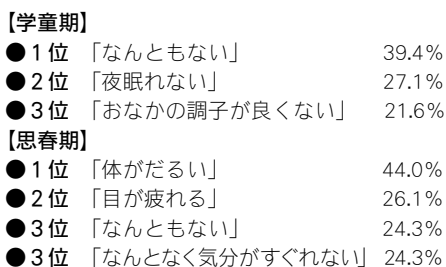 【学童期】
●1位 「なんともない」 39.4%
●2位 「夜眠れない」 27.1%
●3位 「おなかの調子が良くない」 21.6%
【思春期】
●1位 「体がだるい」 44.0%
●2位 「目が疲れる」 26.1%
●3位 「なんともない」 24.3%
●3位 「なんとなく気分がすぐれない」 24.3%